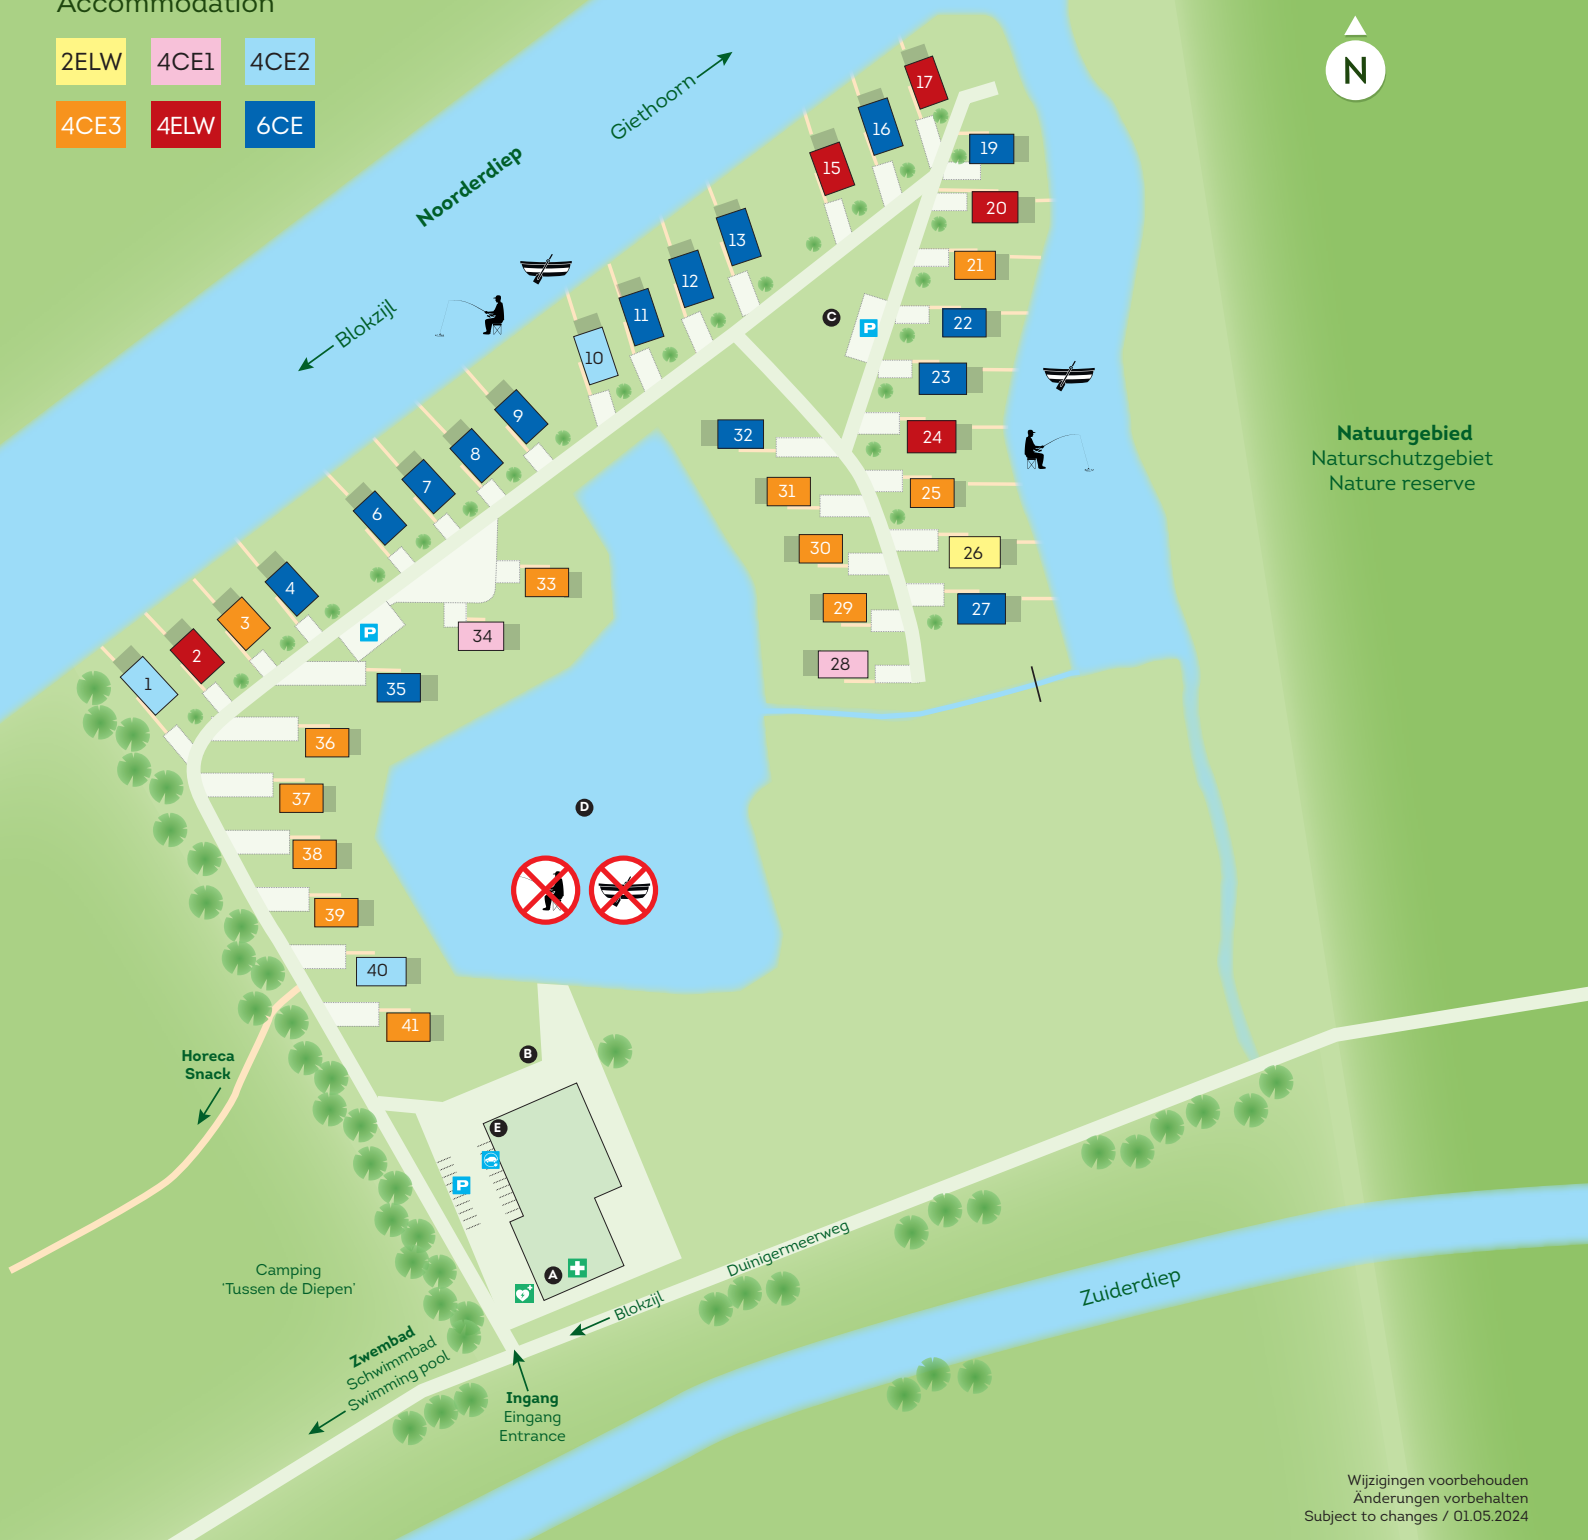 Accommodation
2ELW 4CE1 4CE2
4CE3 4ELW 6CE
N
Giethoorn
Noorderdiep
Blokzijl
17
16
19
15
20
13
21
12
C
P
11
22
10
23
9
32
24
8
31
25
7
6
30
26
33
4
29
27
3
P
34
2
28
1
35
36
37
38
39
40
41
D
Natuurgebied
Naturschutzgebiet
Nature reserve
B
Horeca
Snack
E
P
A
Camping
'Tussen de Diepen'
Duinigermeerweg
Blokzijl
Zuiderdiep
Zwembad
Schwimmbad
Swimming pool
Ingang
Eingang
Entrance
Wijzigingen voorbehouden
Änderungen vorbehalten
Subject to changes / 01.05.2024